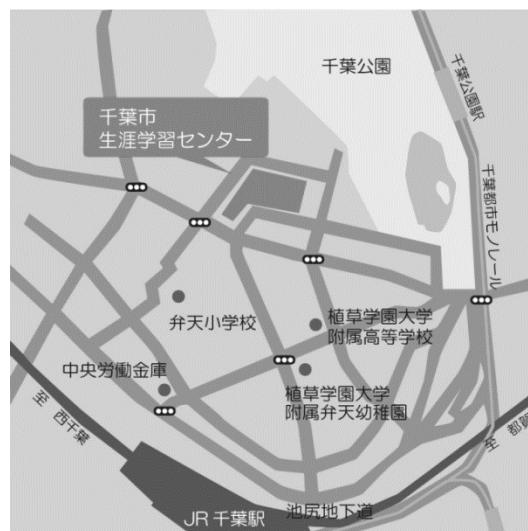 千葉公園
千葉公園駅
千葉市
生涯学習センター
千葉都市モノレール
弁天小学校
植草学園大学
附属高等学校
中央労働金庫
植草学園大学
附属弁天幼稚園
至 西千葉
至 都賀
池尻地下道
JR千葉駅